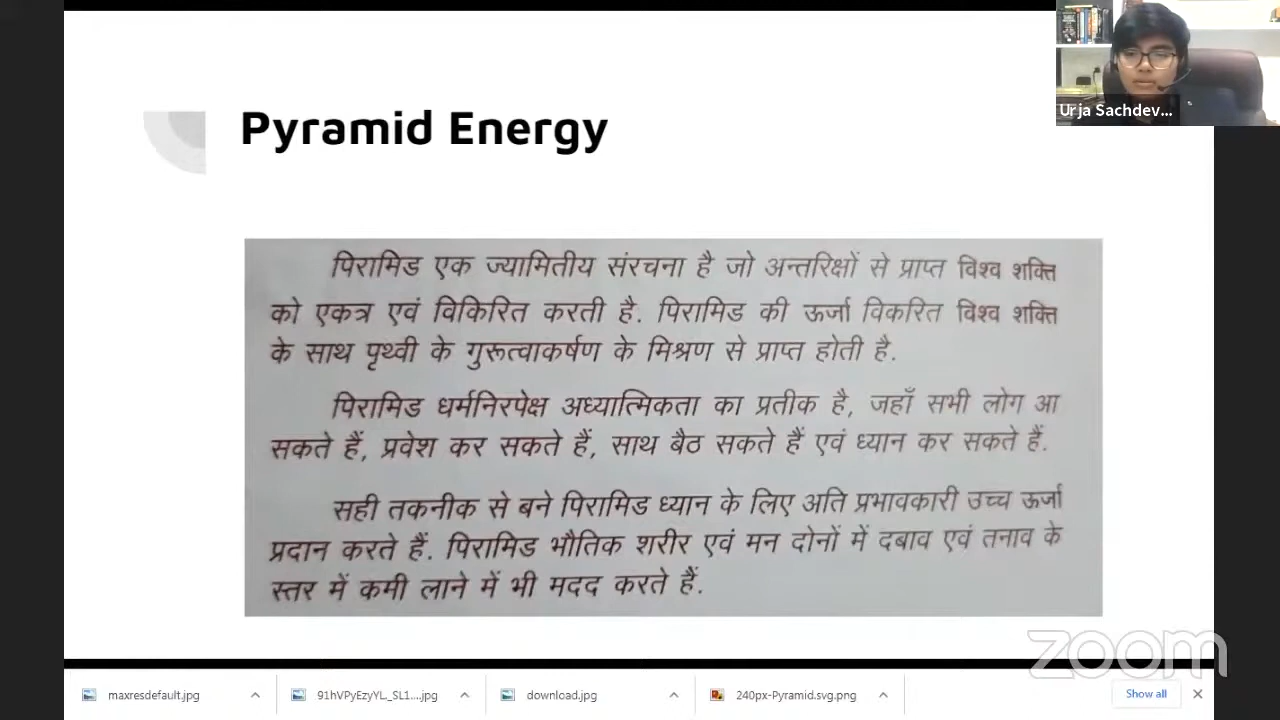 Urja Sachdev...
Pyramid Energy
पिरामिड एक ज्यामितीय संरचना है जो अन्तरिक्षों से प्राप्त विश्व शक्ति
को एकत्र एवं विकिरित करती है. पिरामिड की ऊर्जा विकरित विश्व शक्ति
के साथ पृथ्वी के गुरूत्वाकर्षण के मिश्रण से प्राप्त होती है.
पिरामिड धर्मनिरपेक्ष अध्यात्मिकता का प्रतीक है, जहाँ सभी लोग आ
सकते हैं, प्रवेश कर सकते हैं, साथ बैठ सकते हैं एवं ध्यान कर सकते हैं.
सही तकनीक से बने पिरामिड ध्यान के लिए अति प्रभावकारी उच्च ऊर्जा
प्रदान करते हैं. पिरामिड भौतिक शरीर एवं मन दोनों में दबाव एवं तनाव के
स्तर में कमी लाने में भी मदद करते हैं.
zoom
maxresdefault.jpg
91hVPyEzyYL._SL1....jpg
download.jpg
240px-Pyramid.svg.png
Show all